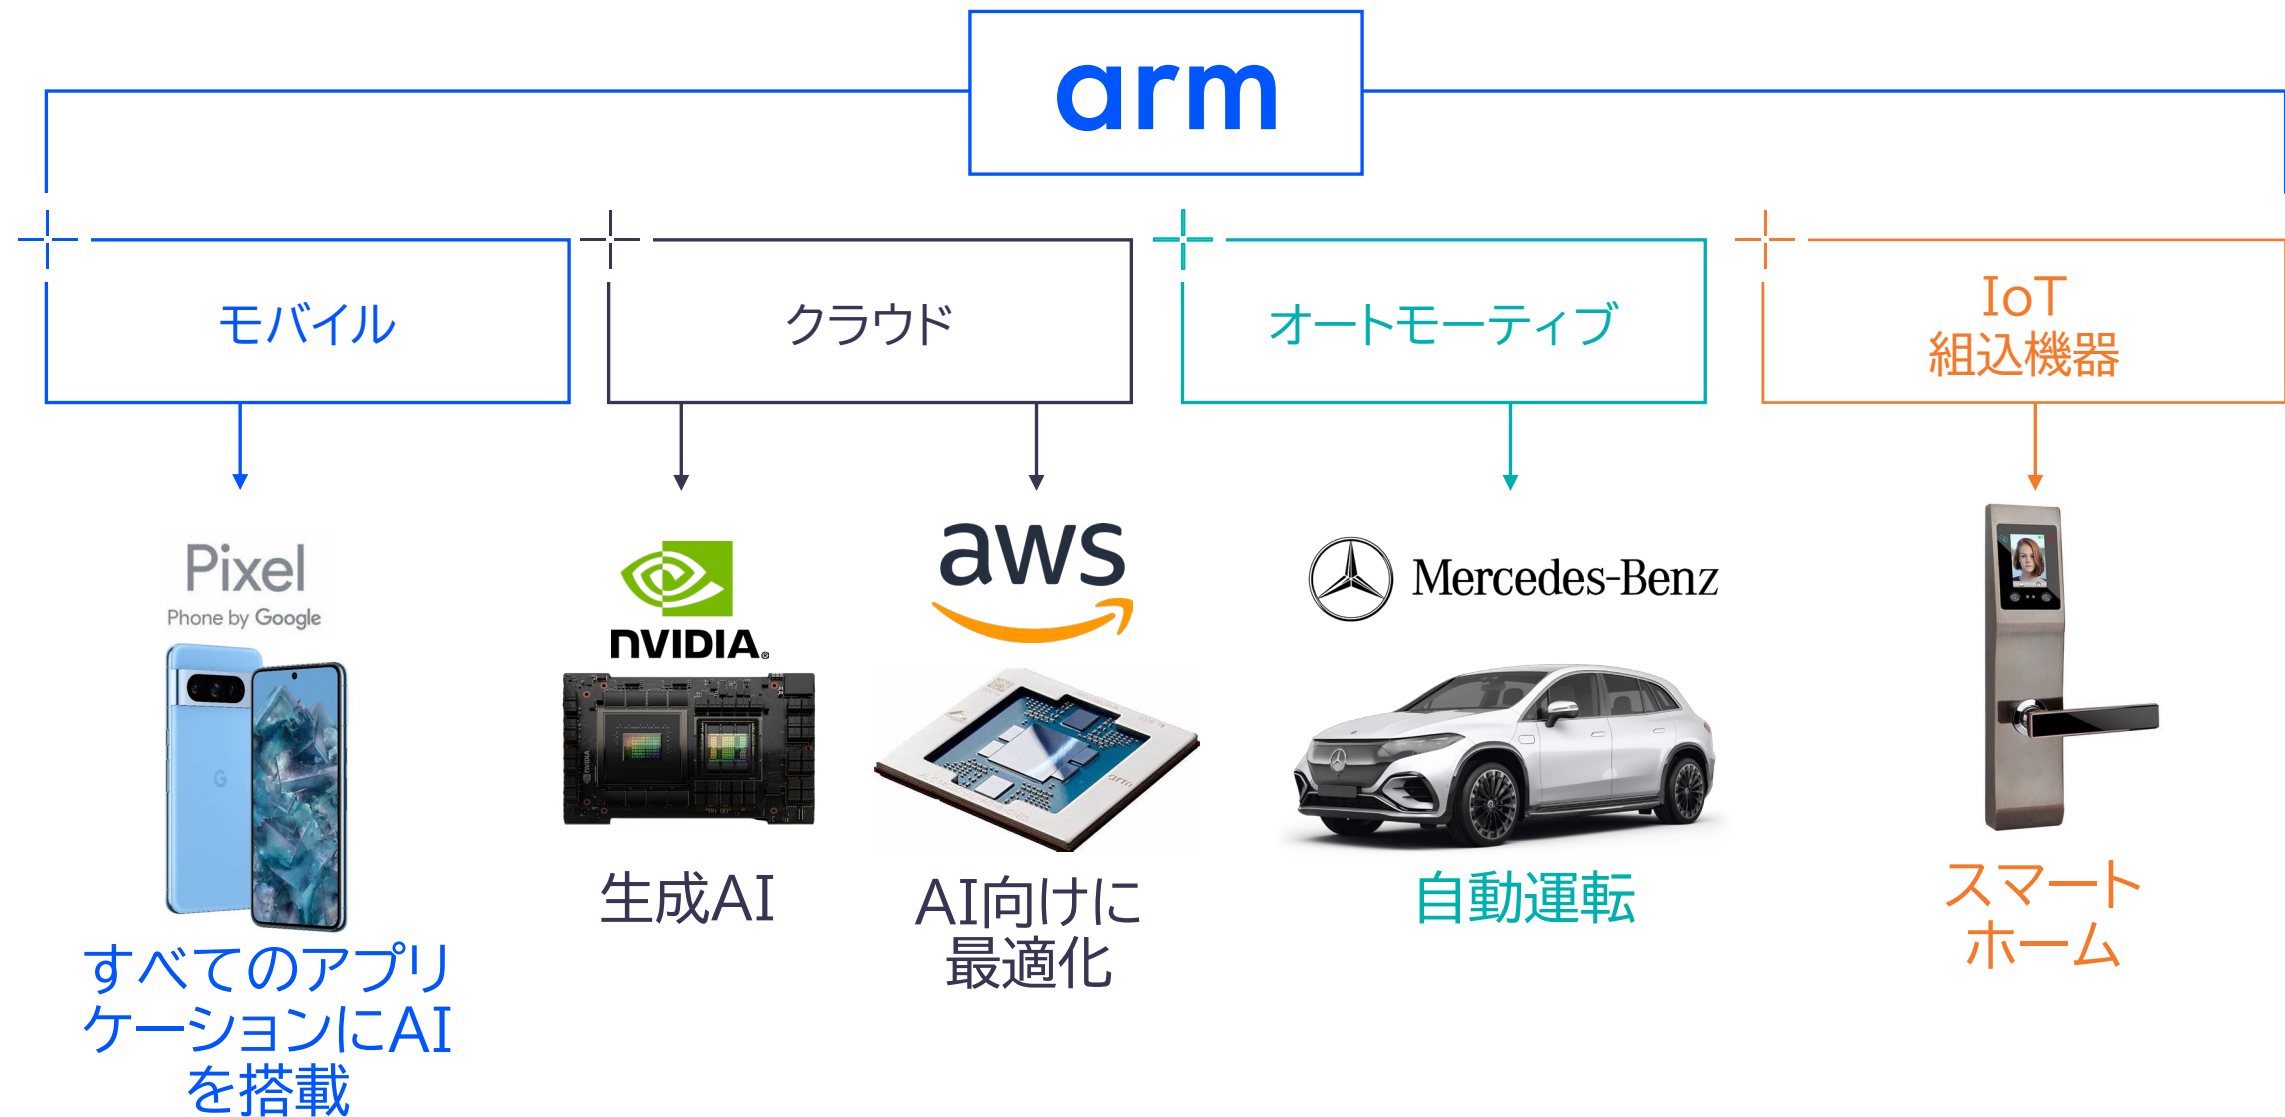 arm
モバイル
クラウド
オートモーティブ
IoT
組込機器
Pixel
Phone by Google
すべてのアプリ
ケーションにAI
を搭載
NVIDIA
NVIDIA
生成AI
aws
arm
AI向けに
最適化
Mercedes-Benz
自動運転
スマート
ホーム